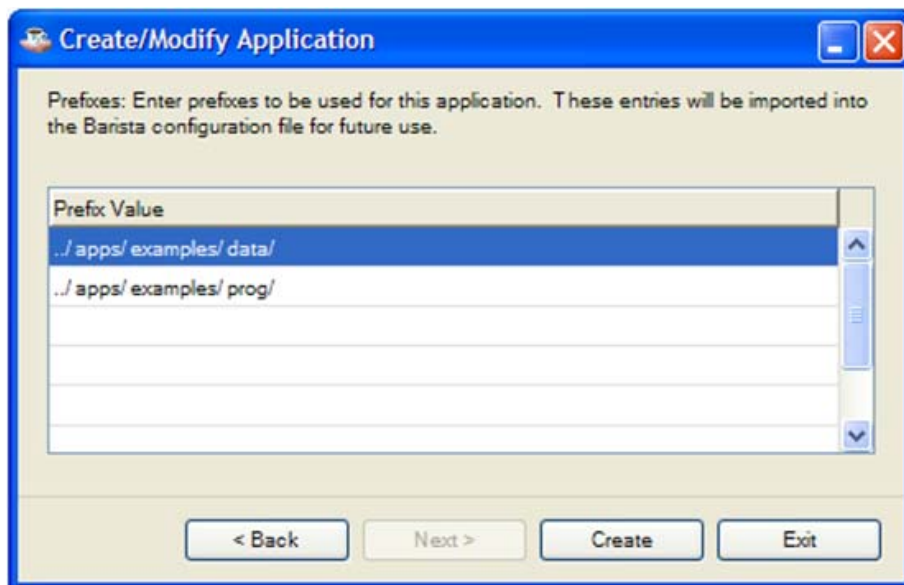 Create/Modify Application
Prefixes: Enter prefixes to be used for this application. These entries will be imported into
the Barista configuration file for future use.
Prefix Value
../apps/examples/data/
../apps/examples/prog/
< Back
Next >
Create
Exit